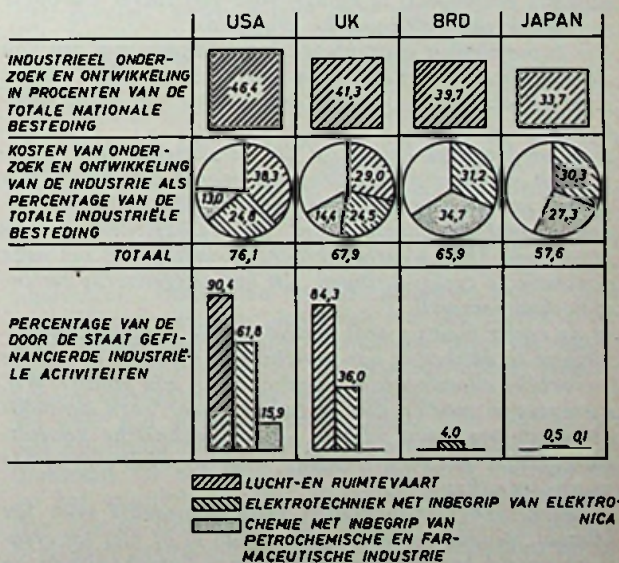 USA UK BRD JAPAN
INDUSTRIEEL ONDER-
ZOEK EN ONTWIKKELING
IN PROCENTEN VAN DE
TOTALE NATIONALE
BESTEDING
46,4 41,3 39,7 33,7
KOSTEN VAN ONDER-
ZOEK EN ONTWIKKELING
VAN DE INDUSTRIE ALS
PERCENTAGE VAN DE
TOTALE INDUSTRIËLE
BESTEDING
38,3 24,8 13,0
29,0 24,5 14,4
31,2 34,7
30,3 27,3
TOTAAL 76,1 67,9 65,9 57,6
PERCENTAGE VAN DE
DOOR DE STAAT GEFI-
NANCIERDE INDUSTRIË-
LE ACTIVITEITEN
90,4 61,8 15,9
84,3 36,0
4,0
0,5 0,1
LUCHT-EN RUIMTEVAART
ELEKTROTECHNIEK MET INBEGRIP VAN ELEKTRO-
NICA
CHEMIE MET INBEGRIP VAN
PETROCHEMISCHE EN FAR-
MACEUTISCHE INDUSTRIE